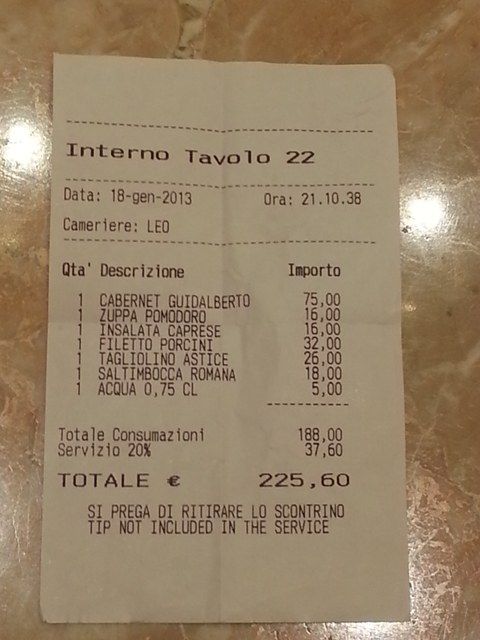 Interno Tavolo 22
Data: 18-gen-2013 Ora: 21.10.38
Cameriere: LEO
Qta' Descrizione Importo
1 CABERNET GUIDALBERTO 75,00
1 ZUPPA POMODORO 16,00
1 INSALATA CAPRESE 16,00
1 FILETTO PORCINI 32,00
1 TAGLIOLINO ASTICE 26,00
1 SALTIMBOCCA ROMANA 18,00
1 ACQUA 0,75 CL 5,00
Totale Consumazioni 188,00
Servizio 20% 37,60
TOTALE € 225,60
SI PREGA DI RITIRARE LO SCONTRINO
TIP NOT INCLUDED IN THE SERVICE